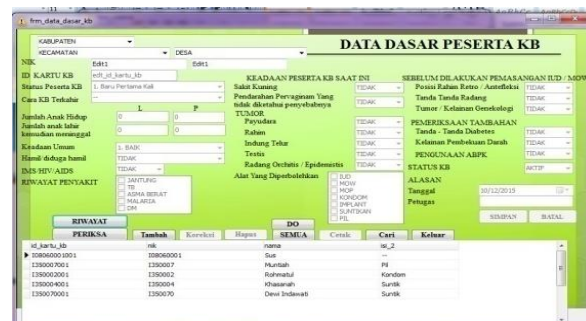 frm_data_dasar_kb
KABUPATEN
KECAMATAN DESA
DATA DASAR PESERTA KB
NIK Edit1 Edit1
ID KARTU KB edt_id_kartu_kb
Status Peserta KB 1. Baru Pertama Kali
Cara KB Terkahir --
L P
Jumlah Anak Hidup 0 0
Jumlah anak lahir
kemudian meninggal 0 0
Keadaan Umum 1. BAIK
Hamil/diduga hamil TIDAK
IMS/HIV/AIDS TIDAK
RIWAYAT PENYAKIT
JANTUNG
TB
ASMA BERAT
MALARIA
DM
KEADAAN PESERTA KB SAAT INI
Sakit Kuning TIDAK
Pendarahan Pervaginam Yang
tidak diketahui penyebabnya TIDAK
TUMOR
Payudara TIDAK
Rahim TIDAK
Indung Telur TIDAK
Testis TIDAK
Radang Orchitis / Epidemistis TIDAK
Alat Yang Diperbolehkan
IUD
MOW
MOP
KONDOM
IMPLANT
SUNTIKAN
PIL
SEBELUM DILAKUKAN PEMASANGAN IUD / MOW
Posisi Rahim Retro / Antefleksi TIDAK
Tanda Tanda Radang TIDAK
Tumor / Kelainan Genekologi TIDAK
PEMERIKSAAN TAMBAHAN
Tanda - Tanda Diabetes TIDAK
Kelainan Pembekuan Darah TIDAK
PENGUNAAN ABPK TIDAK
STATUS KB AKTIF
ALASAN
Tanggal 10/12/2015
Petugas
SIMPAN BATAL
RIWAYAT
PERIKSA Tambah Koreksi Hapus DO
SEMUA Cetak Cari Keluar
id_kartu_kb nik nama isi_2
I08060001001 I08060001 Sus --
I350007001 I350007 Muntiah Pil
I350002001 I350002 Rohmatul Kondom
I350004001 I350004 Khasanah Suntik
I350070001 I350070 Dewi Indawati Suntik